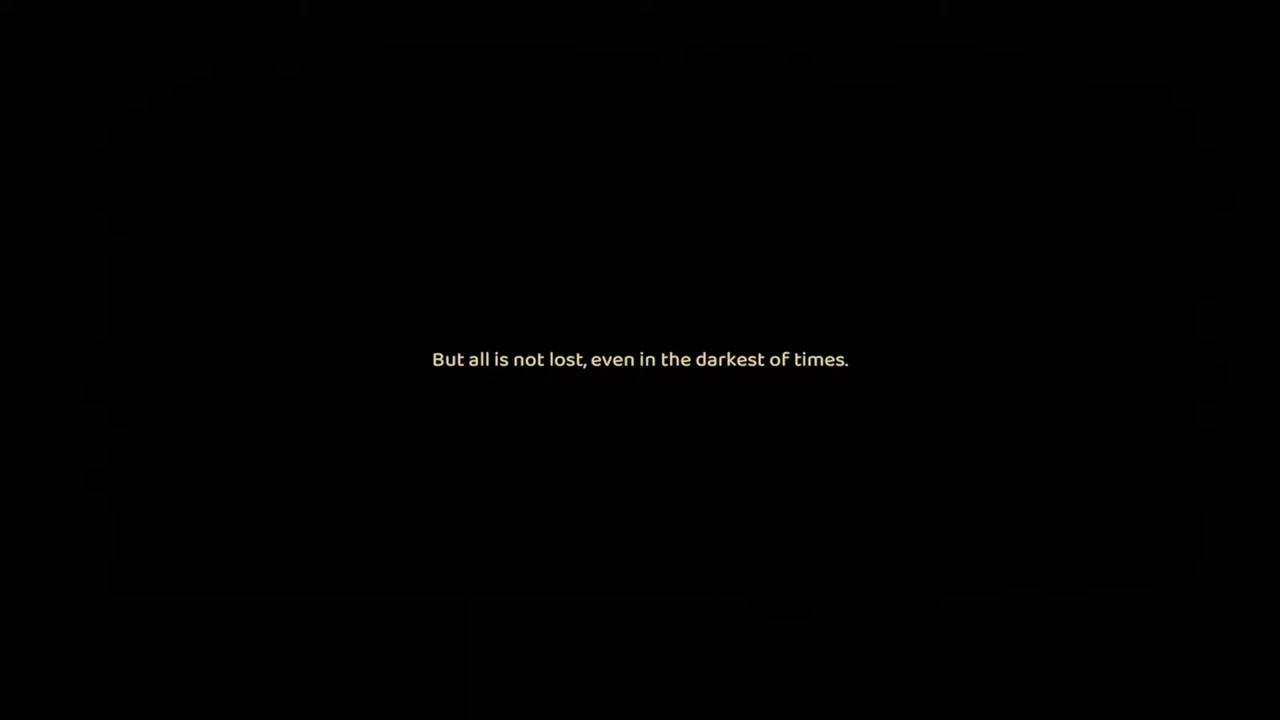 But all is not lost, even in the darkest of times.